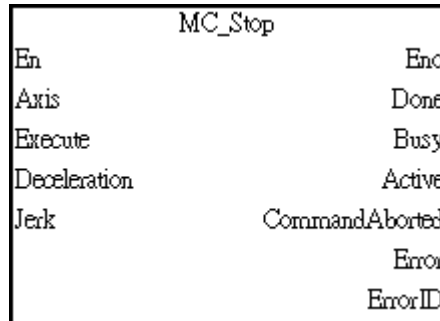 MC_Stop
En Eno
Axis Done
Execute Busy
Deceleration Active
Jerk CommandAborted
Error
ErrorID